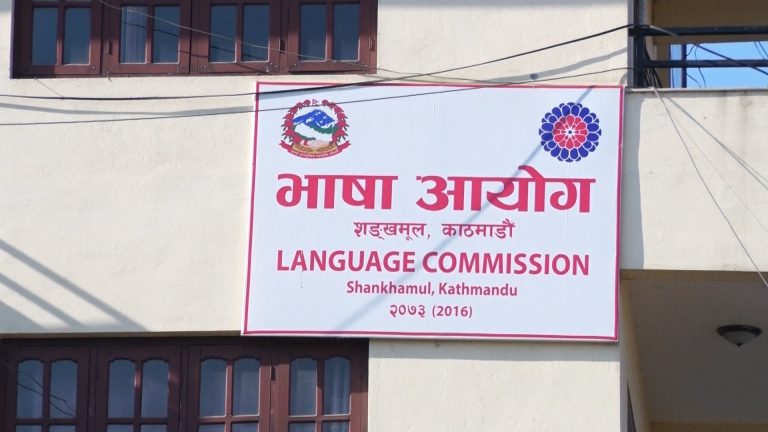 भाषा आयोग
शङ्खमूल, काठमाडौं
LANGUAGE COMMISSION
Shankhamul, Kathmandu
२०७३ (2016)